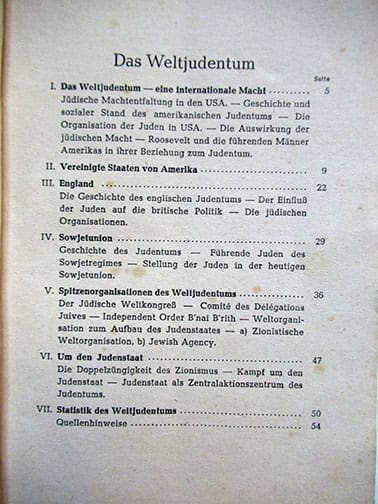 Das Weltjudentum
Seite
I. Das Weltjudentum — eine internationale Macht .......... 5
Jüdische Machtentfaltung in den USA. — Geschichte und
sozialer Stand des amerikanischen Judentums — Die
Organisation der Juden in USA. — Die Auswirkung der
jüdischen Macht — Roosevelt und die führenden Männer
Amerikas in ihrer Beziehung zum Judentum.
II. Vereinigte Staaten von Amerika .......................... 9
III. England ................................................ 22
Die Geschichte des englischen Judentums — Der Einfluß
der Juden auf die britische Politik — Die jüdischen
Organisationen.
IV. Sowjetunion ............................................ 29
Geschichte des Judentums — Führende Juden des
Sowjetregimes — Stellung der Juden in der heutigen
Sowjetunion.
V. Spitzenorganisationen des Weltjudentums ................ 36
Der Jüdische Weltkongreß — Comité des Délégations
Juives — Independent Order B'nai B'rith — Weltorgani-
sation zum Aufbau des Judenstaates — a) Zionistische
Weltorganisation, b) Jewish Agency.
VI. Um den Judenstaat ...................................... 47
Die Doppelzüngigkeit des Zionismus — Kampf um den
Judenstaat — Judenstaat als Zentralaktionszentrum des
Judentums.
VII. Statistik des Weltjudentums ............................ 50
Quellenhinweise ........................................ 54